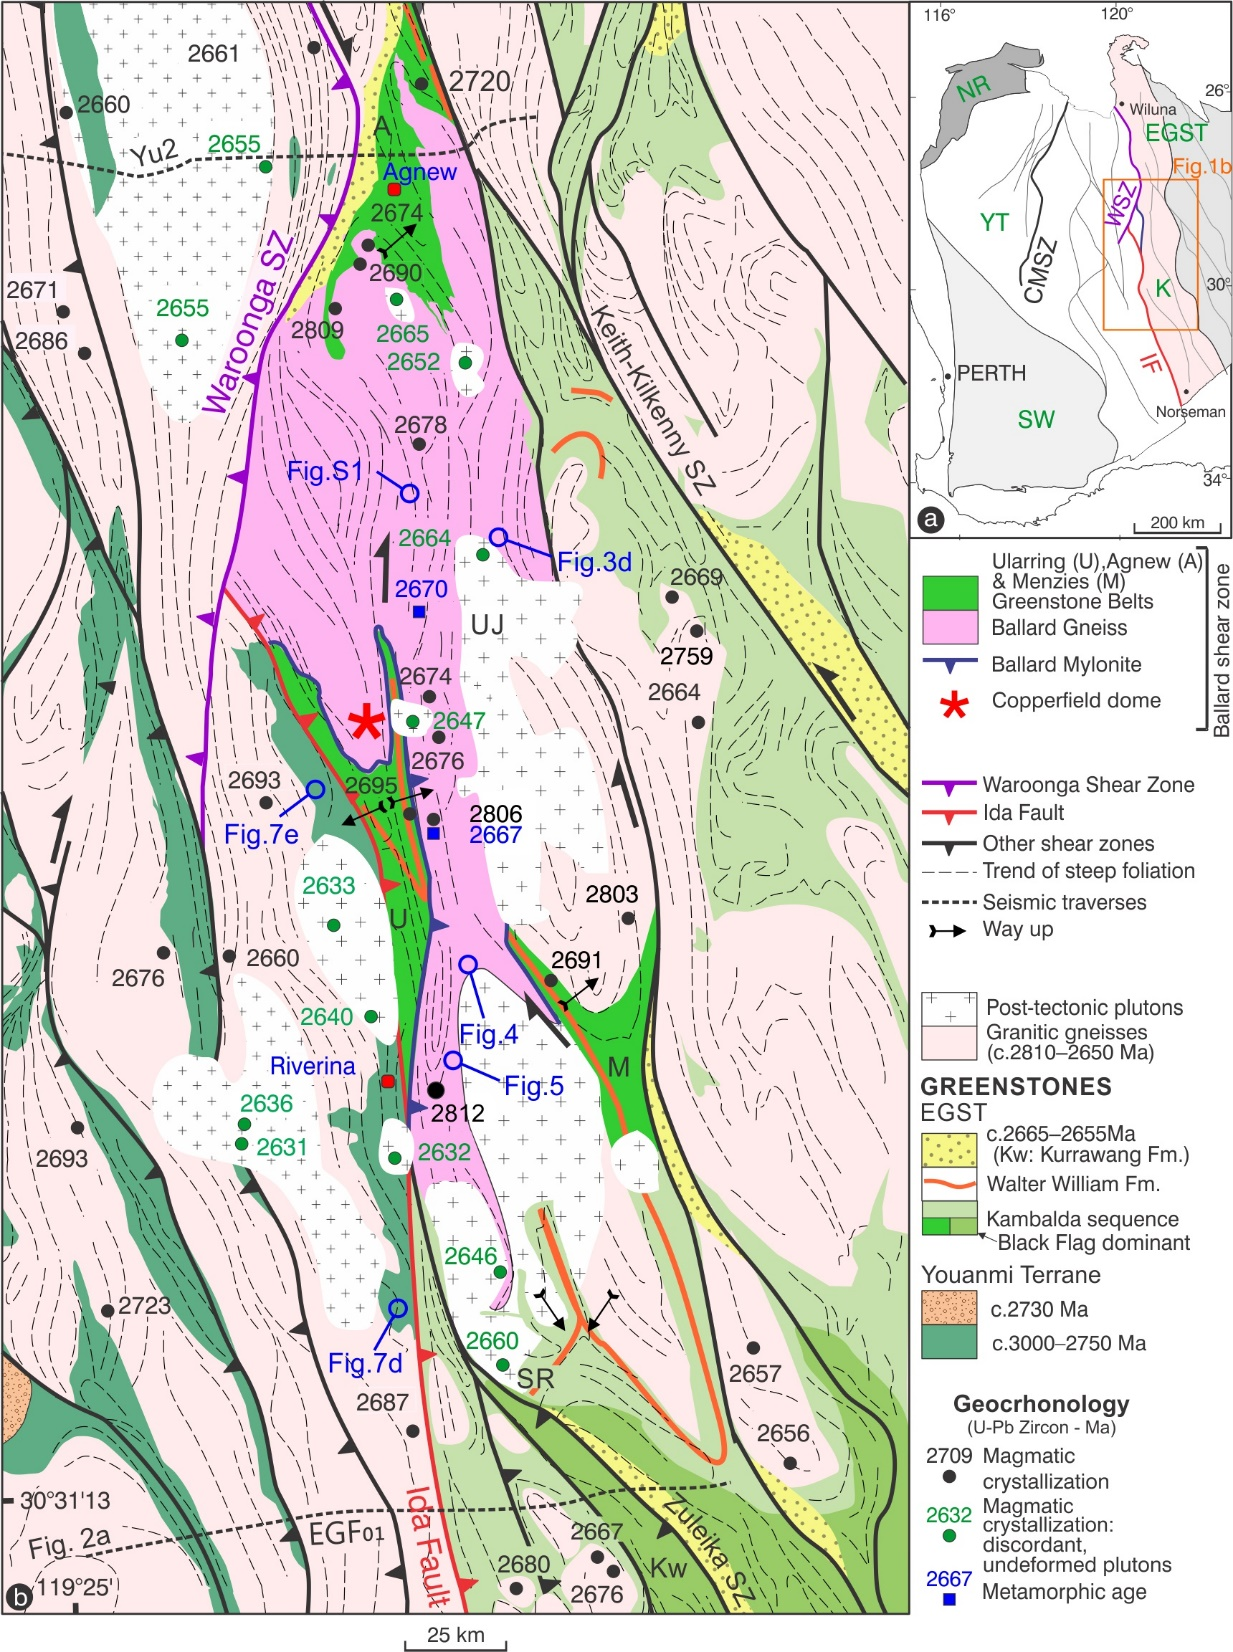 2661
2660
Yu2
2655
2671
2686
2655
Waroonga SZ
2720
A
Agnew
2674
2690
2809
2665
2652
2678
Fig.S1
2664
Fig.3d
2670
UJ
Keith-Kilkenny SZ
2669
2759
2664
2674
2647
2676
2693
2695
Fig.7e
2806
2667
2633
U
2803
2691
2676
2660
2640
Fig.4
Riverina
Fig.5
M
2812
2636
2631
2632
2693
2646
2723
2660
SR
Fig.7d
2687
2657
2656
30°31'13
Fig. 2a
119°25'
EGF01
Ida Fault
2667
2680
2676
Kw
Zuleika SZ
b
25 km
116°
120°
NR
26°
Wiluna
EGST
Fig.1b
WSZ
YT
CMSZ
K
30°
IF
PERTH
SW
Norseman
34°
a
200 km
Ularring (U),Agnew (A)
& Menzies (M)
Greenstone Belts
Ballard Gneiss
Ballard Mylonite
Copperfield dome
Ballard shear zone
Waroonga Shear Zone
Ida Fault
Other shear zones
Trend of steep foliation
Seismic traverses
Way up
Post-tectonic plutons
Granitic gneisses
(c.2810–2650 Ma)
GREENSTONES
EGST
c.2665–2655Ma
(Kw: Kurrawang Fm.)
Walter William Fm.
Kambalda sequence
Black Flag dominant
Youanmi Terrane
c.2730 Ma
c.3000–2750 Ma
Geocrhonology
(U-Pb Zircon - Ma)
2709 Magmatic
crystallization
2632 Magmatic
crystallization:
discordant,
undeformed plutons
2667 Metamorphic age